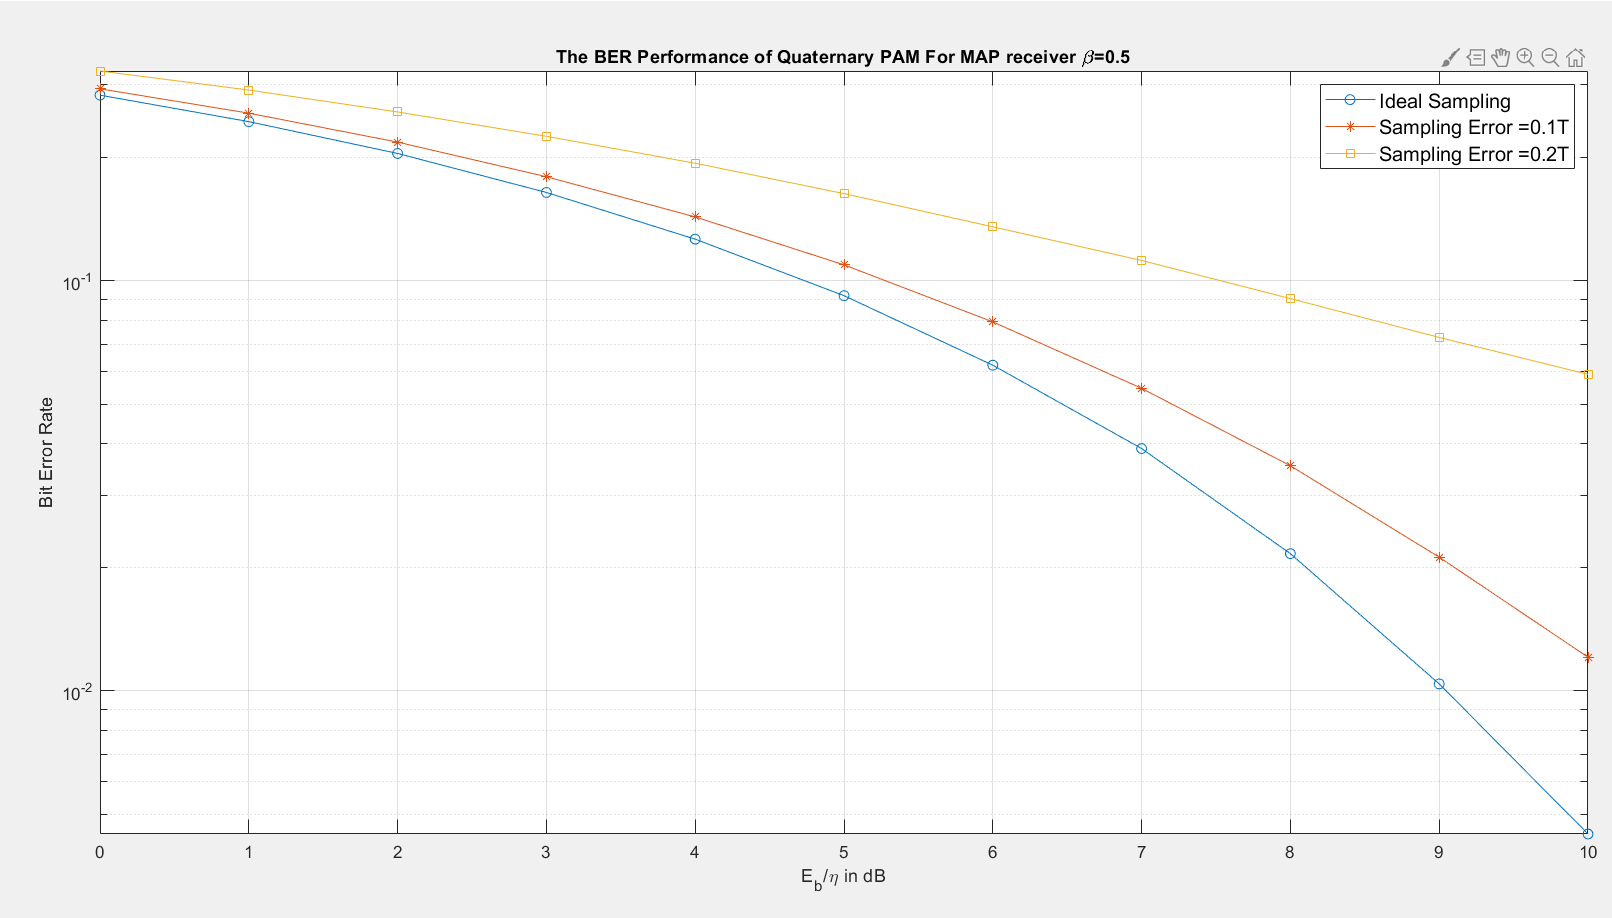 The BER Performance of Quaternary PAM For MAP receiver β=0.5
Ideal Sampling
Sampling Error =0.1T
Sampling Error =0.2T
10^-1
10^-2
Bit Error Rate
0 1 2 3 4 5 6 7 8 9 10
E_b/η in dB